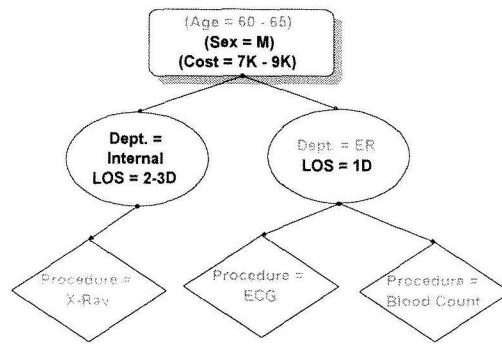 (Age = 60 - 65)
(Sex = M)
(Cost = 7K - 9K)
Dept. =
Internal
LOS = 2-3D
Dept. = ER
LOS = 1D
Procedure =
X-Ray
Procedure =
ECG
Procedure =
Blood Count